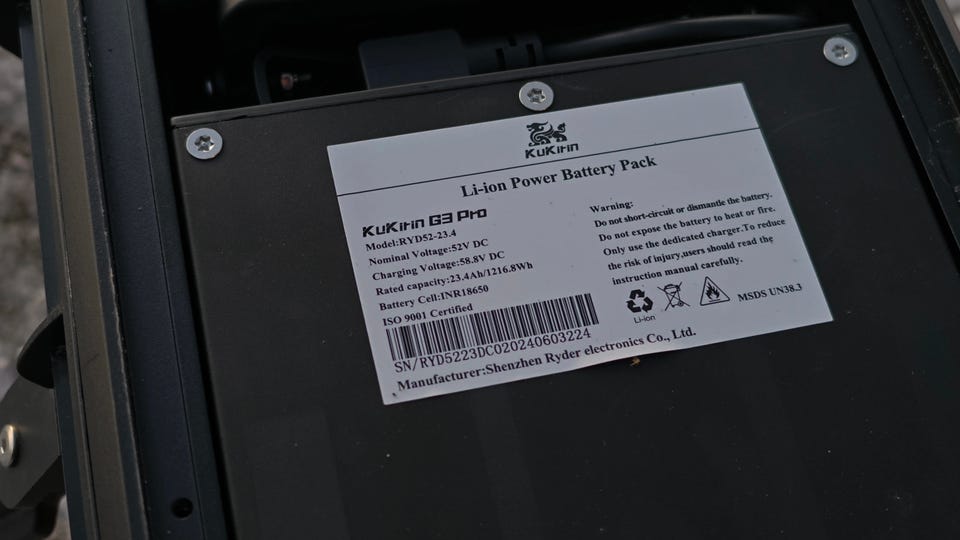 KuKirin
Li-ion Power Battery Pack
KuKirin G3 Pro
Model:RYD52-23.4
Nominal Voltage:52V DC
Charging Voltage:58.8V DC
Rated capacity:23.4Ah/1216.8Wh
Battery Cell:INR18650
ISO 9001 Certified
SN/RYD5223DC020240603224
Manufacturer:Shenzhen Ryder electronics Co., Ltd.
Warning:
Do not short-circuit or dismantle the battery.
Do not expose the battery to heat or fire.
Only use the dedicated charger.To reduce
the risk of injury,users should read the
instruction manual carefully.
Li-ion
MSDS UN38.3